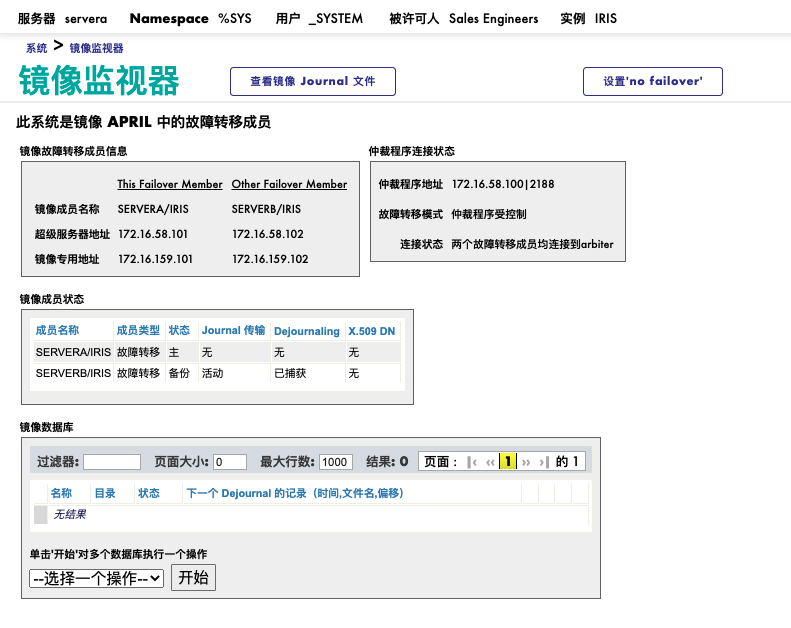 服务器 servera Namespace %SYS 用户 _SYSTEM 被许可人 Sales Engineers 实例 IRIS
系统 > 镜像监视器
镜像监视器 查看镜像 Journal 文件 设置'no failover'
此系统是镜像 APRIL 中的故障转移成员
镜像故障转移成员信息
This Failover Member Other Failover Member
镜像成员名称 SERVERA/IRIS SERVERB/IRIS
超级服务器地址 172.16.58.101 172.16.58.102
镜像专用地址 172.16.159.101 172.16.159.102
仲裁程序连接状态
仲裁程序地址 172.16.58.100|2188
故障转移模式 仲裁程序受控制
连接状态 两个故障转移成员均连接到arbiter
镜像成员状态
成员名称 成员类型 状态 Journal 传输 Dejournaling X.509 DN
SERVERA/IRIS 故障转移 主 无 无 无
SERVERB/IRIS 故障转移 备份 活动 已捕获 无
镜像数据库
过滤器: 页面大小: 0 最大行数: 1000 结果: 0 页面： |‹ ‹‹ 1 ›› ›| 的 1
名称 目录 状态 下一个 Dejournal 的记录（时间,文件名,偏移）
无结果
单击'开始'对多个数据库执行一个操作
--选择一个操作-- 开始